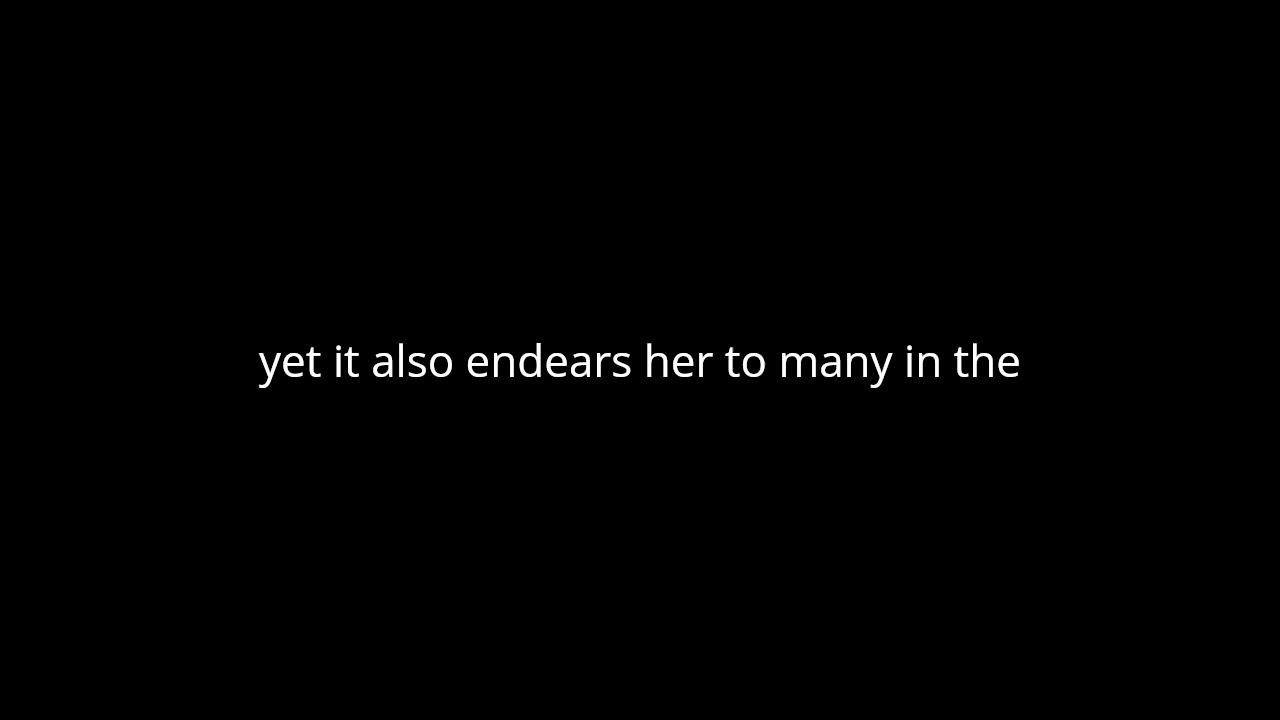 yet it also endears her to many in the